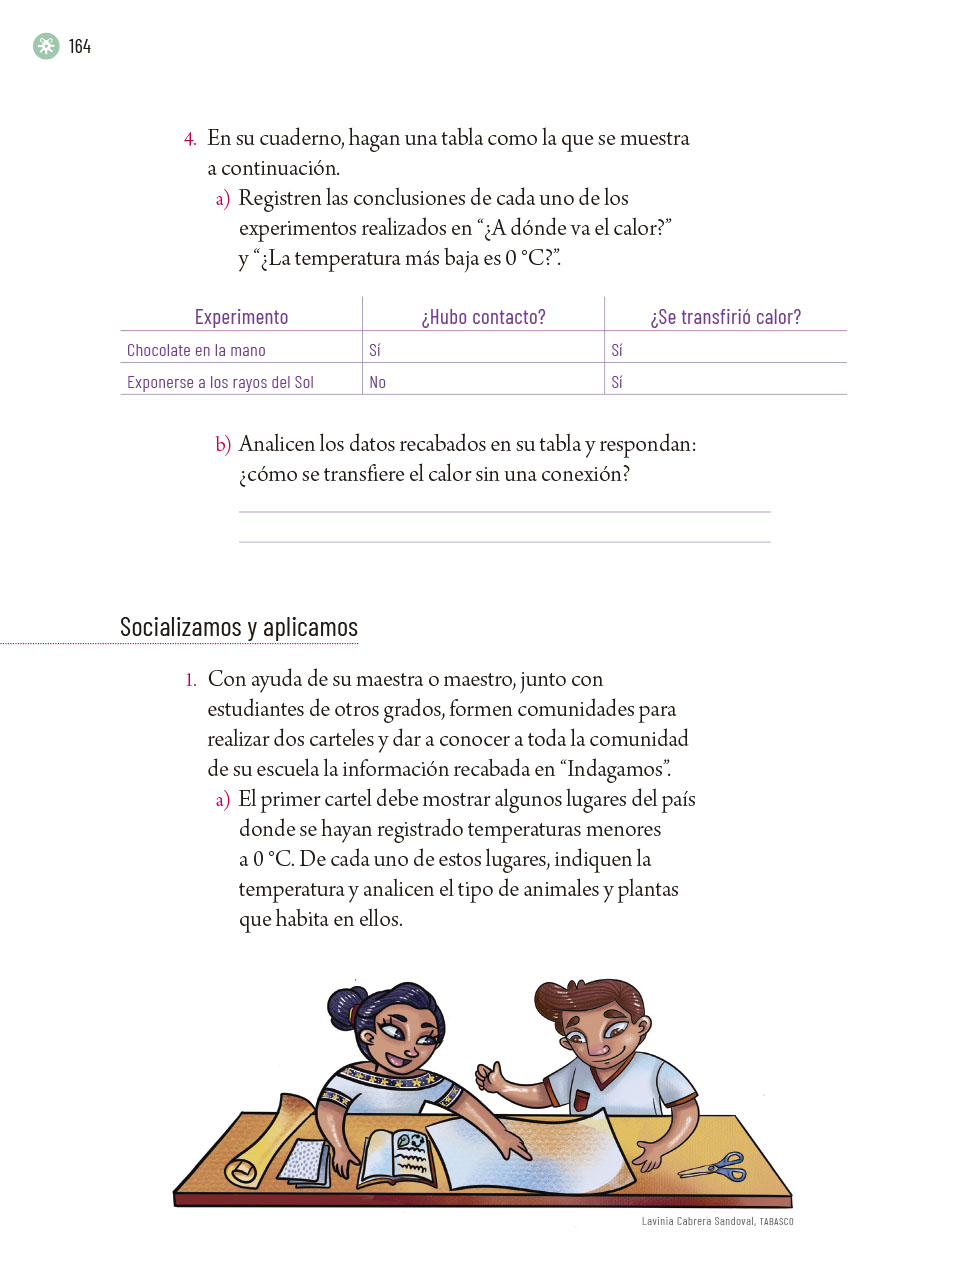 164
4. En su cuaderno, hagan una tabla como la que se muestra
a continuación.
a) Registren las conclusiones de cada uno de los
experimentos realizados en “¿A dónde va el calor?”
y “¿La temperatura más baja es 0 °C?”.
Experimento ¿Hubo contacto? ¿Se transfirió calor?
Chocolate en la mano Sí Sí
Exponerse a los rayos del Sol No Sí
b) Analicen los datos recabados en su tabla y respondan:
¿cómo se transfiere el calor sin una conexión?
Socializamos y aplicamos
1. Con ayuda de su maestra o maestro, junto con
estudiantes de otros grados, formen comunidades para
realizar dos carteles y dar a conocer a toda la comunidad
de su escuela la información recabada en “Indagamos”.
a) El primer cartel debe mostrar algunos lugares del país
donde se hayan registrado temperaturas menores
a 0 °C. De cada uno de estos lugares, indiquen la
temperatura y analicen el tipo de animales y plantas
que habita en ellos.
Lavinia Cabrera Sandoval, TABASCO